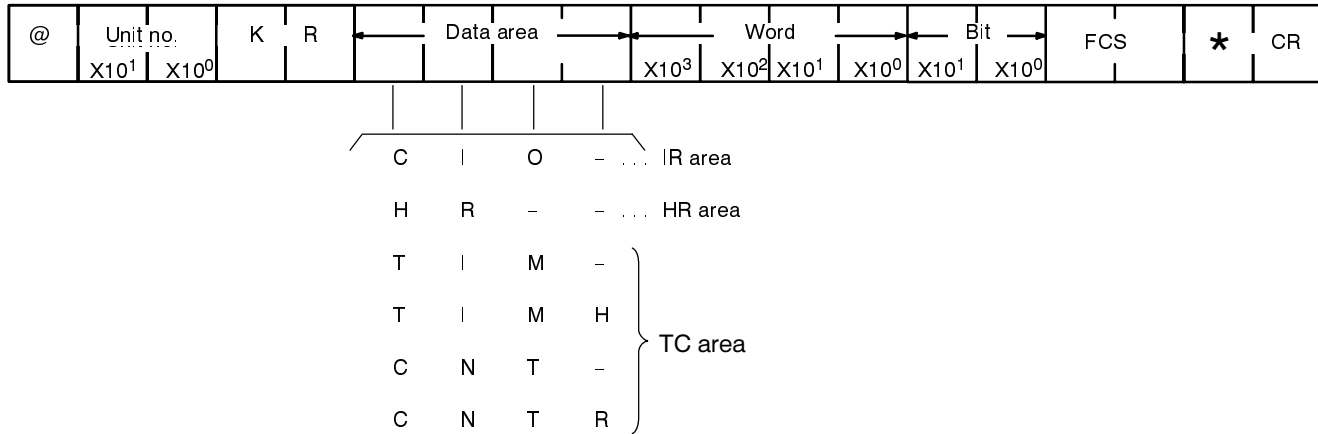 @ Unit no. K R Data area Word Bit FCS * CR
X10¹ X10⁰ X10³ X10² X10¹ X10⁰ X10¹ X10⁰
C I O – ... IR area
H R – – ... HR area
T I M –
T I M H
TC area
C N T –
C N T R